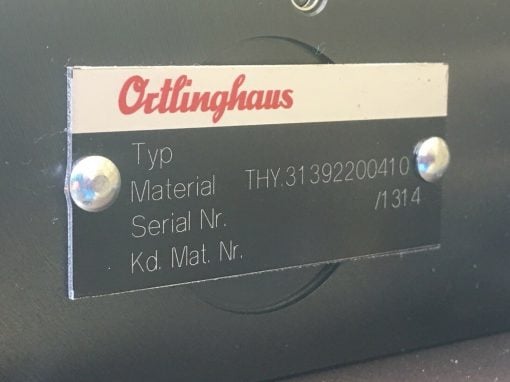 Ortlinghaus
Typ
Material THY.31392200410
Serial Nr. /1314
Kd. Mat. Nr.